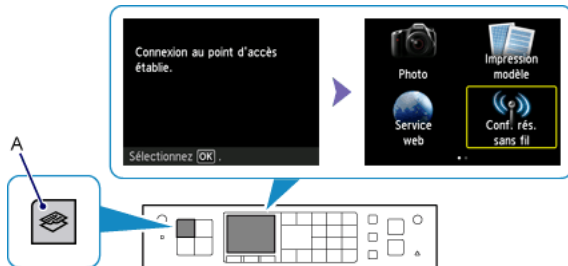 Connexion au point d'accès
établie.
Sélectionnez OK .
Photo
Impression
modèle
Service
web
Conf. rés.
sans fil
A